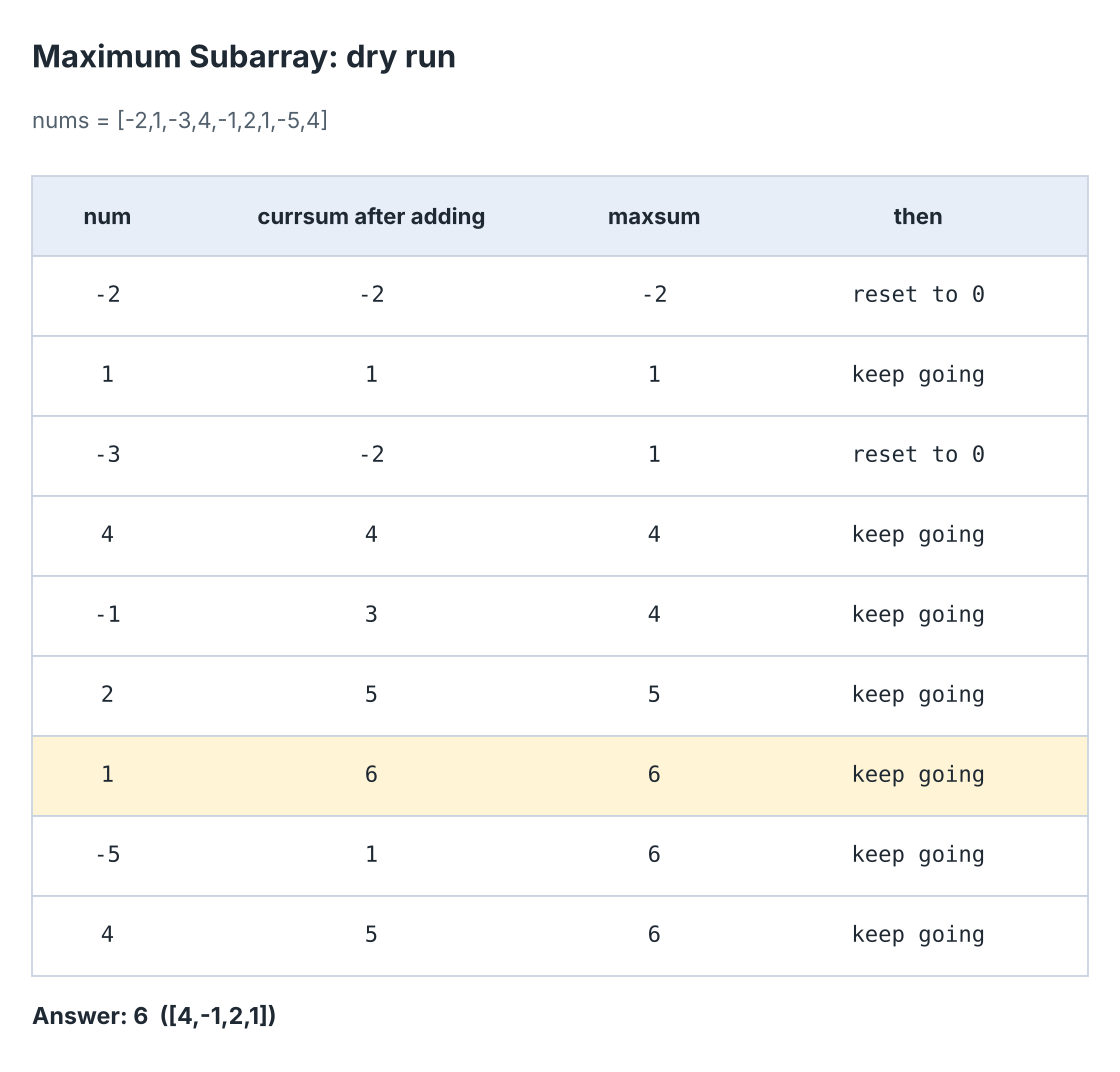 Maximum Subarray: dry run
nums = [-2,1,-3,4,-1,2,1,-5,4]
num currsum after adding maxsum then
-2 -2 -2 reset to 0
1 1 1 keep going
-3 -2 1 reset to 0
4 4 4 keep going
-1 3 4 keep going
2 5 5 keep going
1 6 6 keep going
-5 1 6 keep going
4 5 6 keep going
Answer: 6 ([4,-1,2,1])